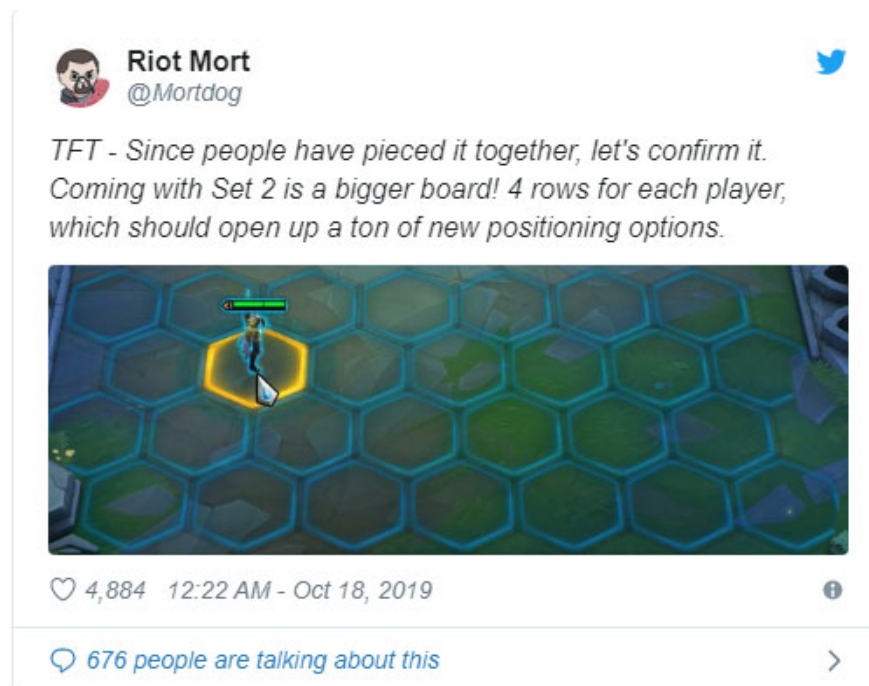 Riot Mort
@Mortdog
TFT - Since people have pieced it together, let's confirm it.
Coming with Set 2 is a bigger board! 4 rows for each player,
which should open up a ton of new positioning options.
4,884 12:22 AM - Oct 18, 2019
676 people are talking about this